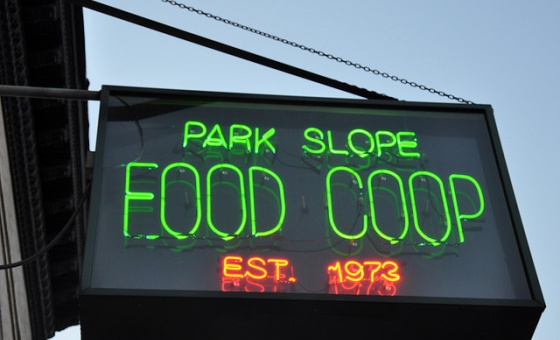 PARK SLOPE
FOOD COOP
EST. 1973